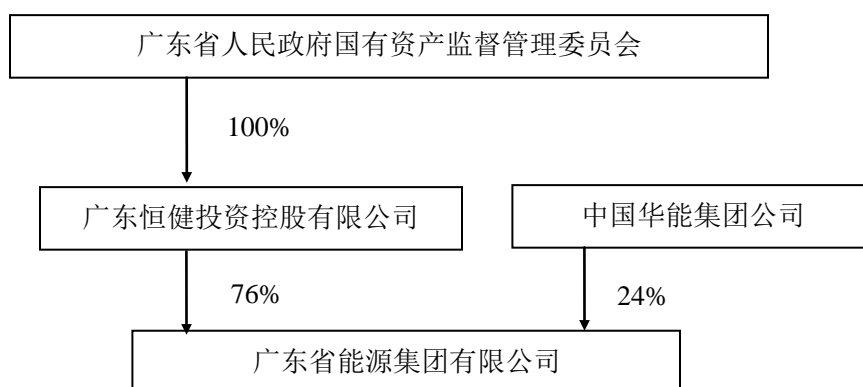 广东省人民政府国有资产监督管理委员会
100%
广东恒健投资控股有限公司
中国华能集团公司
76%
24%
广东省能源集团有限公司